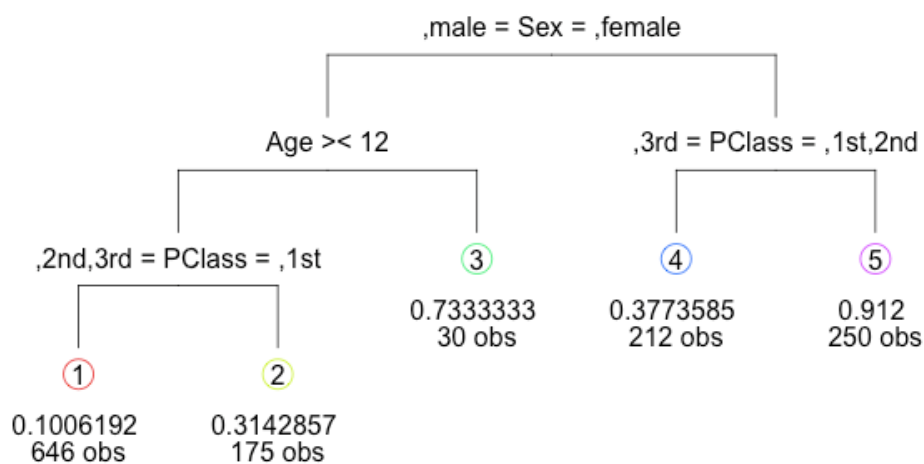 ,male = Sex = ,female
Age >< 12
,3rd = PClass = ,1st,2nd
,2nd,3rd = PClass = ,1st
3
4
5
0.7333333
30 obs
0.3773585
212 obs
0.912
250 obs
1
2
0.1006192
646 obs
0.3142857
175 obs